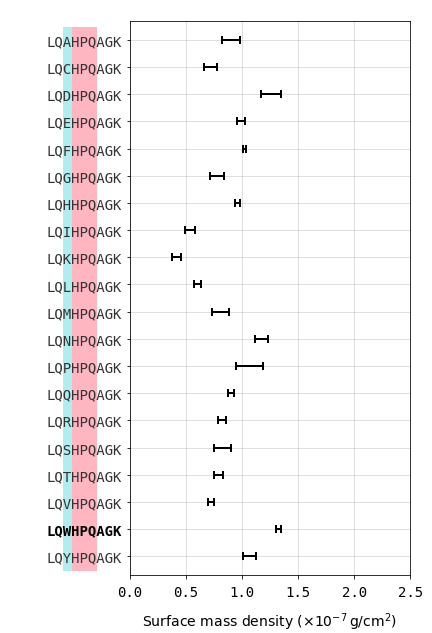 LQAHPQAGK
LQCHPQAGK
LQDHPQAGK
LQEHPQAGK
LQFHPQAGK
LQGHPQAGK
LQHHPQAGK
LQIHPQAGK
LQKHPQAGK
LQLHPQAGK
LQMHPQAGK
LQNHPQAGK
LQPHPQAGK
LQQHPQAGK
LQRHPQAGK
LQSHPQAGK
LQTHPQAGK
LQVHPQAGK
LQWHPQAGK
LQYHPQAGK
0.0 0.5 1.0 1.5 2.0 2.5
Surface mass density (×10⁻⁷ g/cm²)